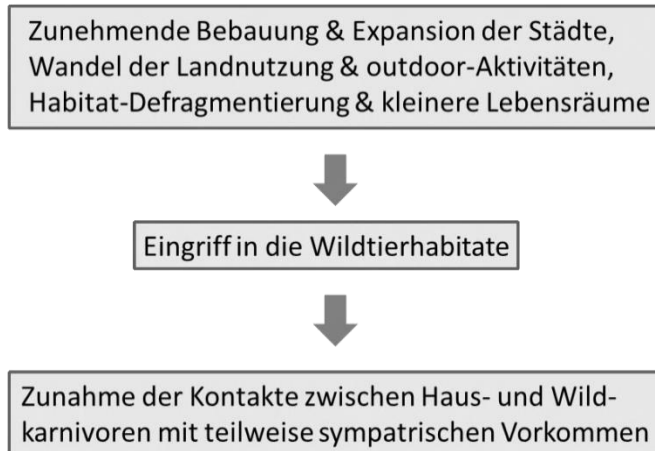 Zunehmende Bebauung & Expansion der Städte,
Wandel der Landnutzung & outdoor-Aktivitäten,
Habitat-Defragmentierung & kleinere Lebensräume
Eingriff in die Wildtierhabitate
Zunahme der Kontakte zwischen Haus- und Wild-
karnivoren mit teilweise sympatrischen Vorkommen